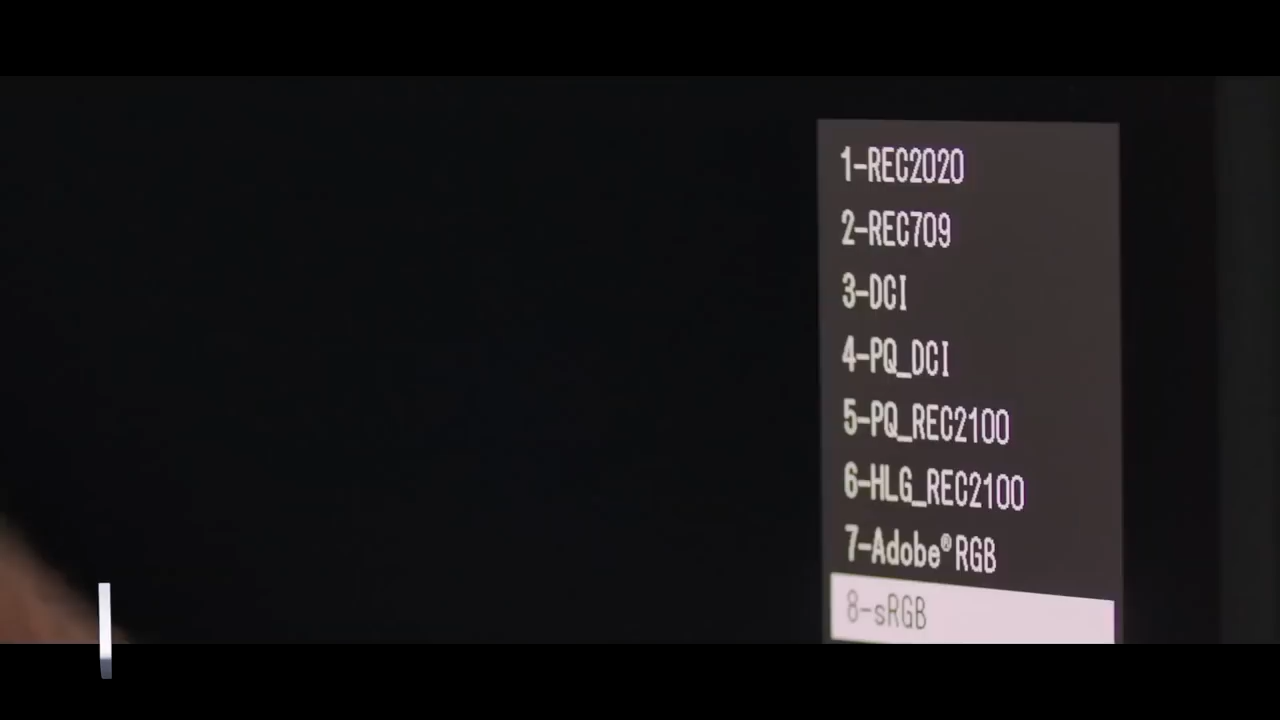 1-REC2020
2-REC709
3-DCI
4-PQ_DCI
5-PQ_REC2100
6-HLG_REC2100
7-Adobe®RGB
8-sRGB